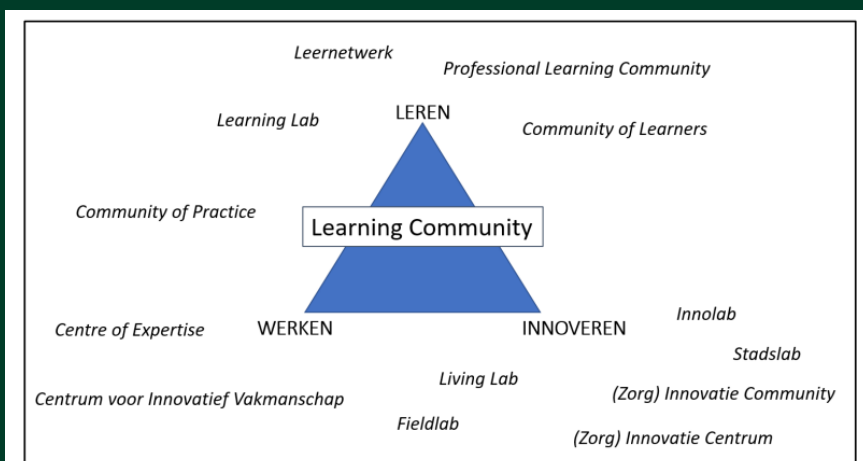 Leernetwerk
Professional Learning Community
LEREN
Learning Lab
Community of Learners
Community of Practice
Learning Community
Innolab
Centre of Expertise
WERKEN
INNOVEREN
Stadslab
Living Lab
(Zorg) Innovatie Community
Centrum voor Innovatief Vakmanschap
Fieldlab
(Zorg) Innovatie Centrum